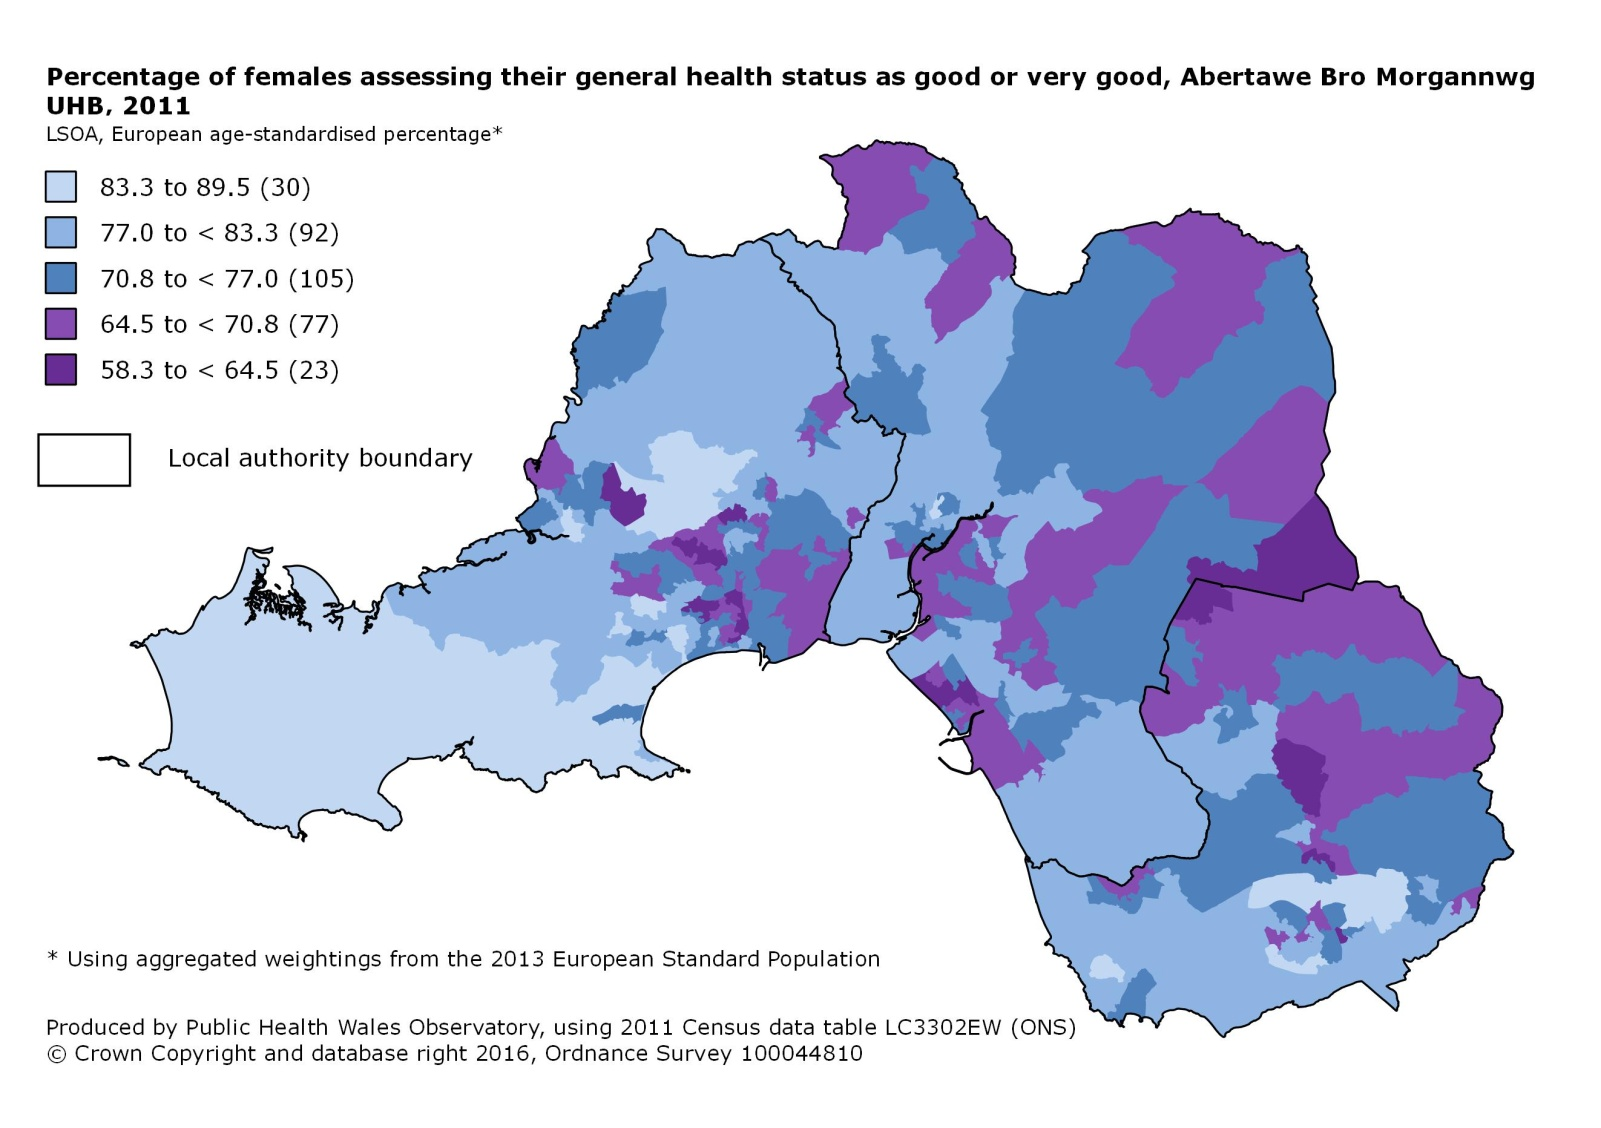 Percentage of females assessing their general health status as good or very good, Abertawe Bro Morgannwg
UHB, 2011
LSOA, European age-standardised percentage*
83.3 to 89.5 (30)
77.0 to < 83.3 (92)
70.8 to < 77.0 (105)
64.5 to < 70.8 (77)
58.3 to < 64.5 (23)
Local authority boundary
* Using aggregated weightings from the 2013 European Standard Population
Produced by Public Health Wales Observatory, using 2011 Census data table LC3302EW (ONS)
© Crown Copyright and database right 2016, Ordnance Survey 100044810